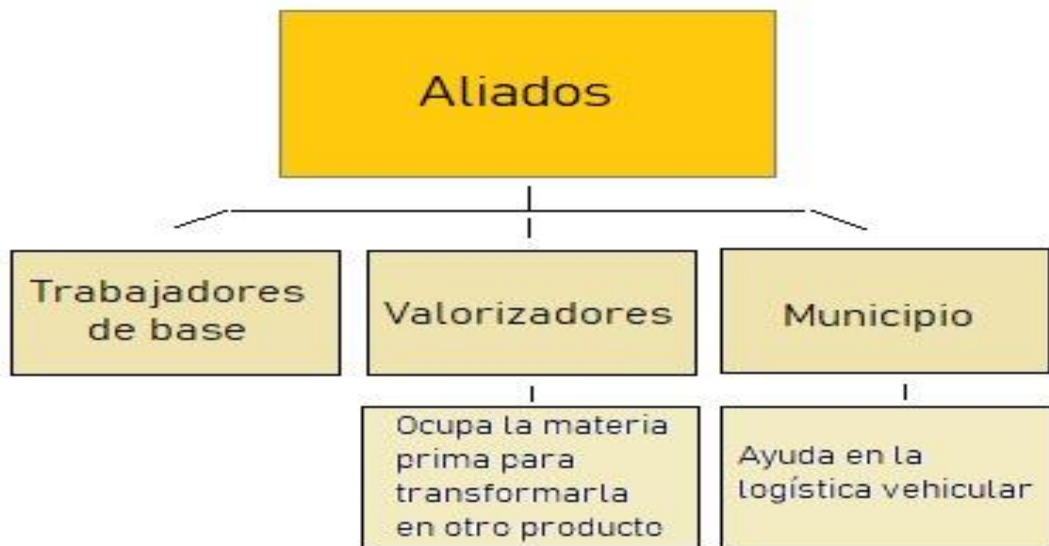 Aliados
Trabajadores
de base
Valorizadores
Municipio
Ocupa la materia
prima para
transformarla
en otro producto
Ayuda en la
logística vehicular